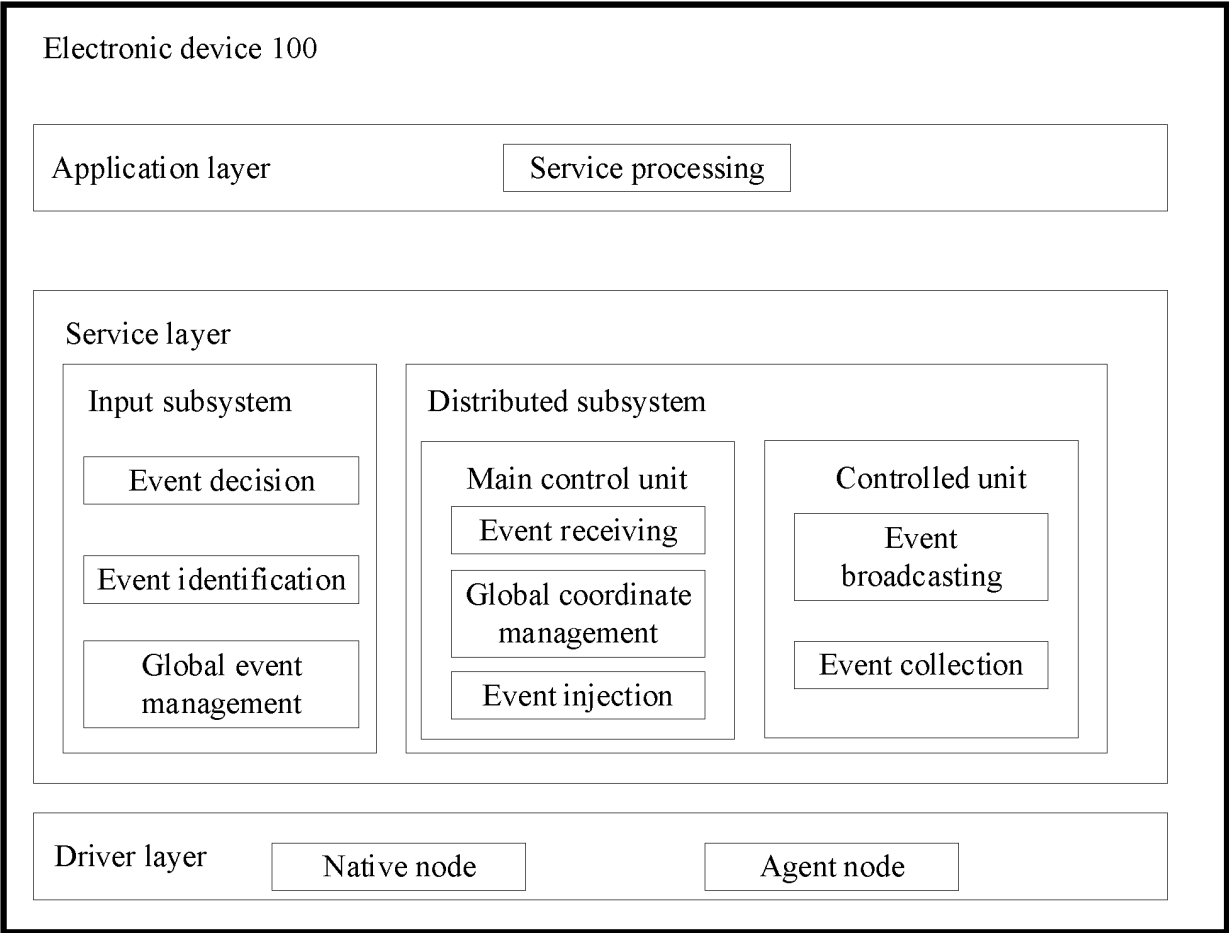 Electronic device 100
Application layer
Service processing
Service layer
Input subsystem
Event decision
Event identification
Global event
management
Distributed subsystem
Main control unit
Event receiving
Global coordinate
management
Event injection
Controlled unit
Event
broadcasting
Event collection
Driver layer
Native node
Agent node